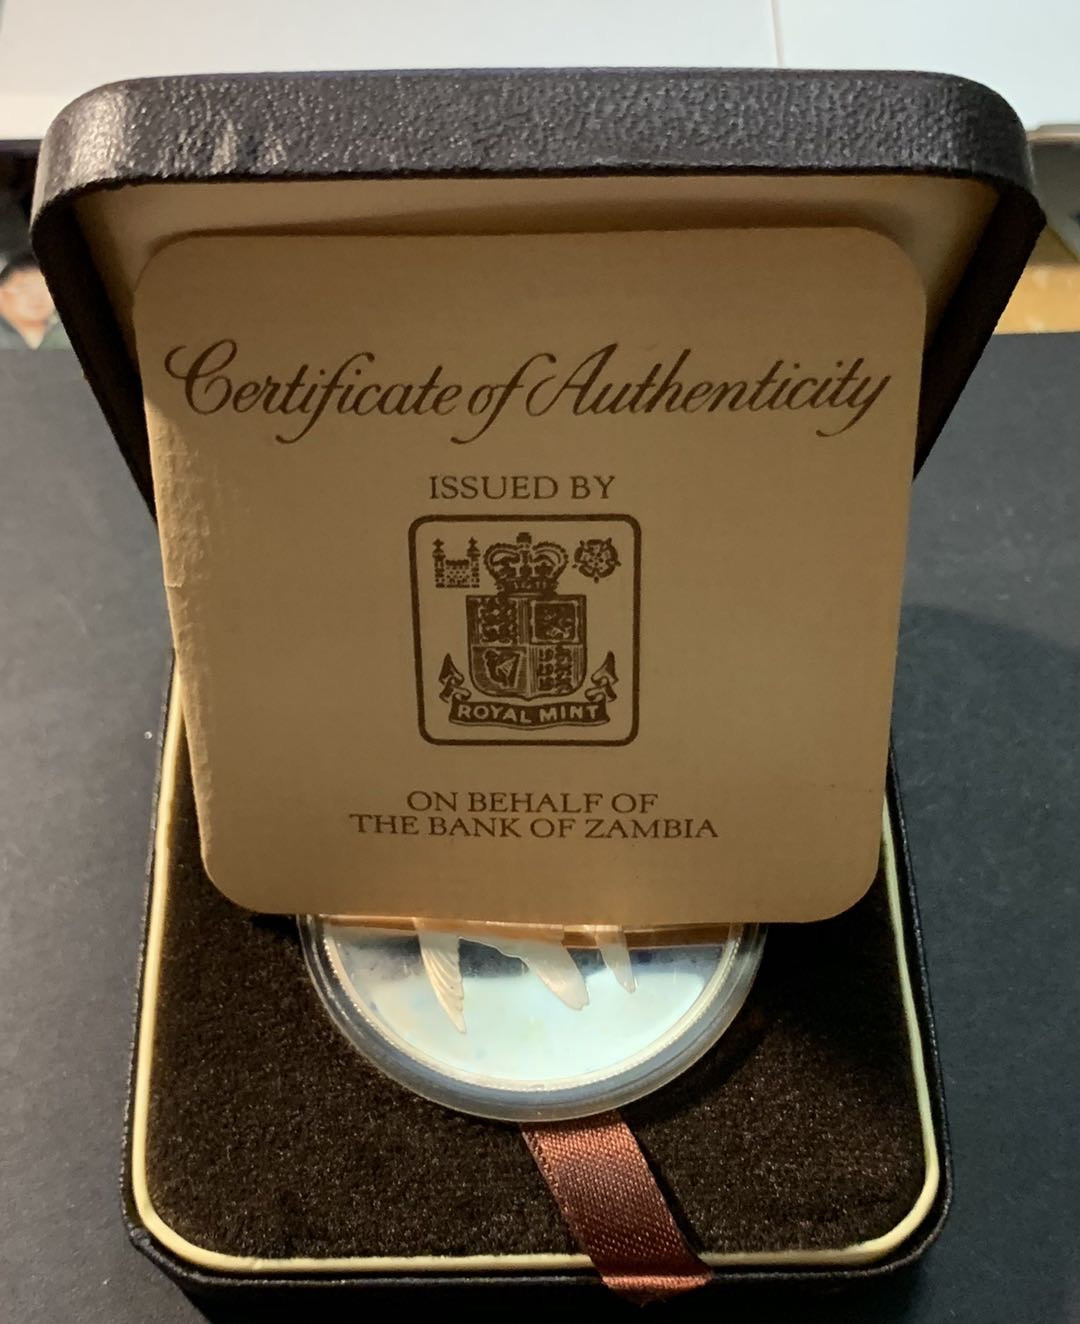 Certificate of Authenticity
ISSUED BY
ROYAL MINT
ON BEHALF OF
THE BANK OF ZAMBIA